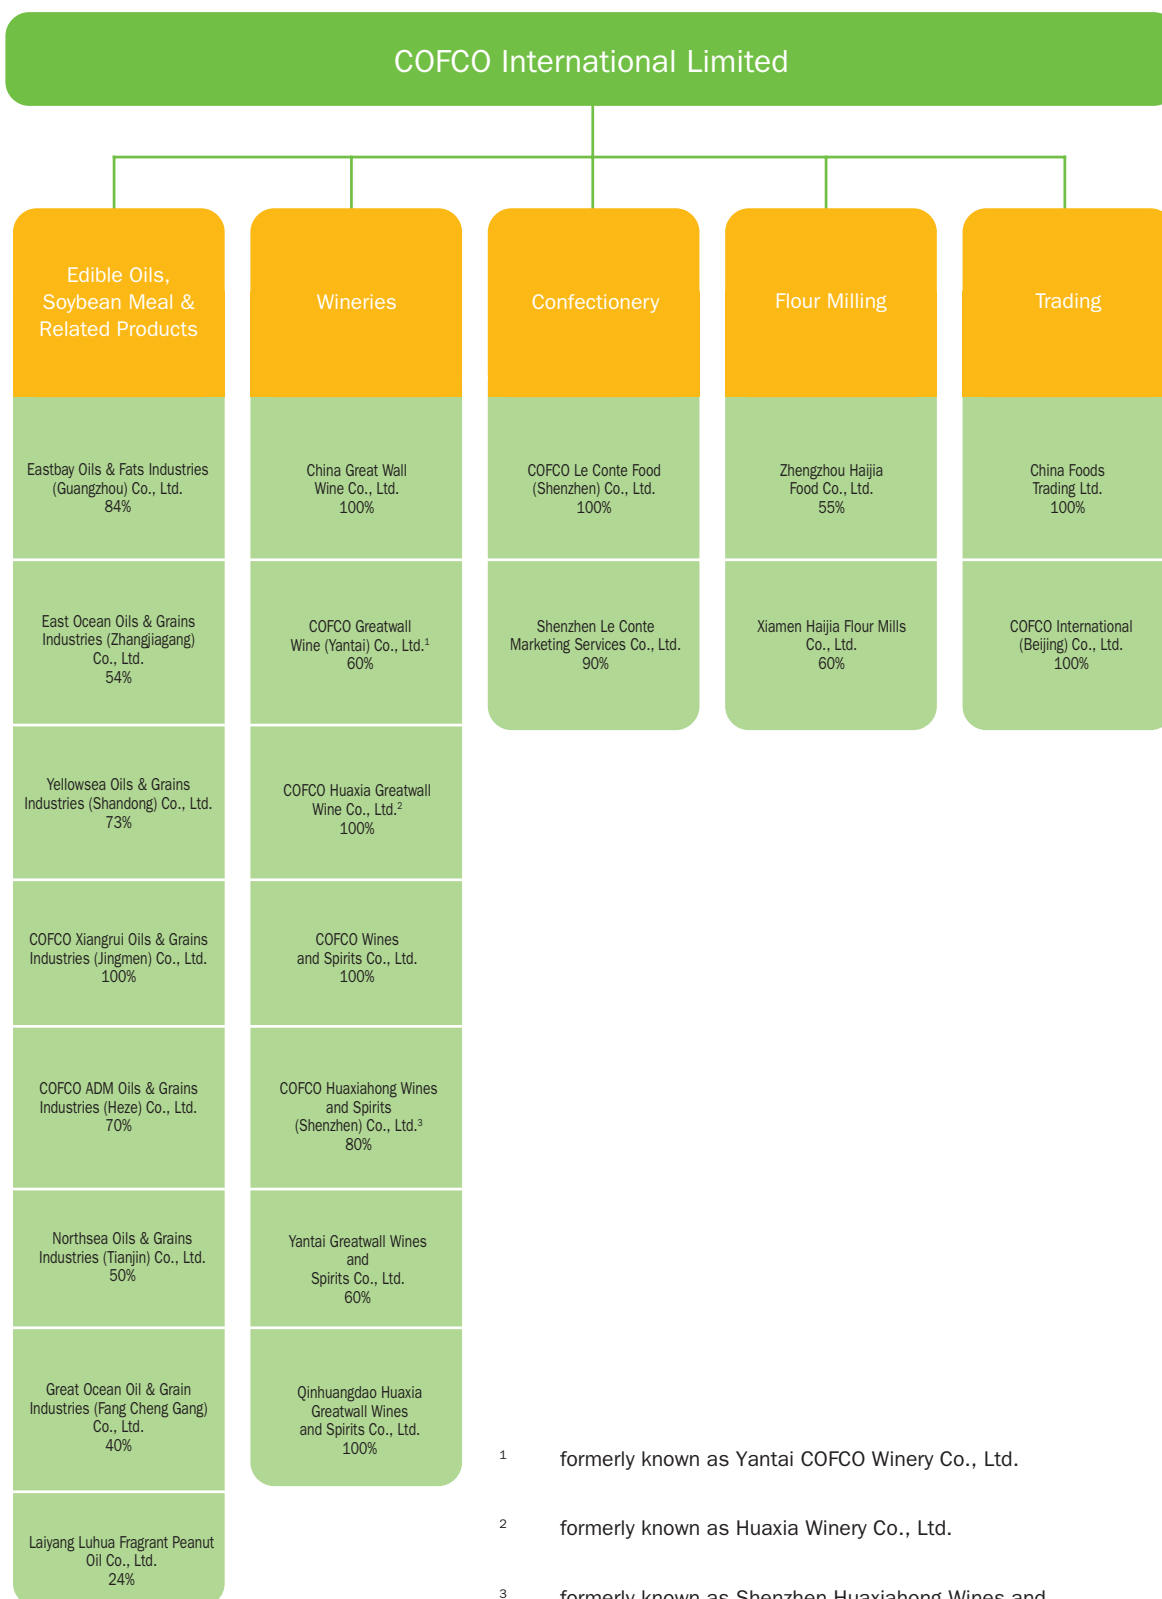 COFCO International Limited
Edible Oils,
Soybean Meal &
Related Products
Eastbay Oils & Fats Industries
(Guangzhou) Co., Ltd.
84%
East Ocean Oils & Grains
Industries (Zhangjiagang)
Co., Ltd.
54%
Yellowsea Oils & Grains
Industries (Shandong) Co., Ltd.
73%
COFCO Xiangrui Oils & Grains
Industries (Jingmen) Co., Ltd.
100%
COFCO ADM Oils & Grains
Industries (Heze) Co., Ltd.
70%
Northsea Oils & Grains
Industries (Tianjin) Co., Ltd.
50%
Great Ocean Oil & Grain
Industries (Fang Cheng Gang)
Co., Ltd.
40%
Laiyang Luhua Fragrant Peanut
Oil Co., Ltd.
24%
Wineries
China Great Wall
Wine Co., Ltd.
100%
COFCO Greatwall
Wine (Yantai) Co., Ltd.¹
60%
COFCO Huaxia Greatwall
Wine Co., Ltd.²
100%
COFCO Wines
and Spirits Co., Ltd.
100%
COFCO Huaxiahong Wines
and Spirits
(Shenzhen) Co., Ltd.³
80%
Yantai Greatwall Wines
and
Spirits Co., Ltd.
60%
Qinhuangdao Huaxia
Greatwall Wines
and Spirits Co., Ltd.
100%
Confectionery
COFCO Le Conte Food
(Shenzhen) Co., Ltd.
100%
Shenzhen Le Conte
Marketing Services Co., Ltd.
90%
Flour Milling
Zhengzhou Haijia
Food Co., Ltd.
55%
Xiamen Haijia Flour Mills
Co., Ltd.
60%
Trading
China Foods
Trading Ltd.
100%
COFCO International
(Beijing) Co., Ltd.
100%
¹ formerly known as Yantai COFCO Winery Co., Ltd.
² formerly known as Huaxia Winery Co., Ltd.
³ formerly known as Shenzhen Huaxiahong Wines and